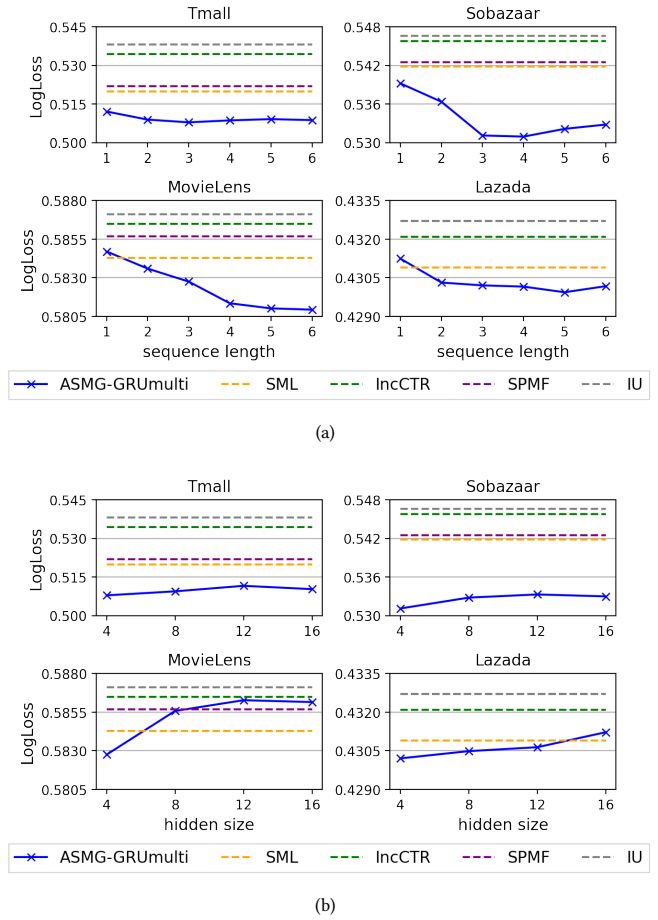 Tmall Sobazaar
0.545 0.548
0.530 0.542
0.515 0.536
0.500 0.530
LogLoss
1 2 3 4 5 6 1 2 3 4 5 6
MovieLens Lazada
0.5880 0.4335
0.5855 0.4320
0.5830 0.4305
0.5805 0.4290
LogLoss
1 2 3 4 5 6 1 2 3 4 5 6
sequence length sequence length
ASMG-GRUmulti SML IncCTR SPMF IU
(a)
Tmall Sobazaar
0.545 0.548
0.530 0.542
0.515 0.536
0.500 0.530
LogLoss
4 8 12 16 4 8 12 16
MovieLens Lazada
0.5880 0.4335
0.5855 0.4320
0.5830 0.4305
0.5805 0.4290
LogLoss
4 8 12 16 4 8 12 16
hidden size hidden size
ASMG-GRUmulti SML IncCTR SPMF IU
(b)